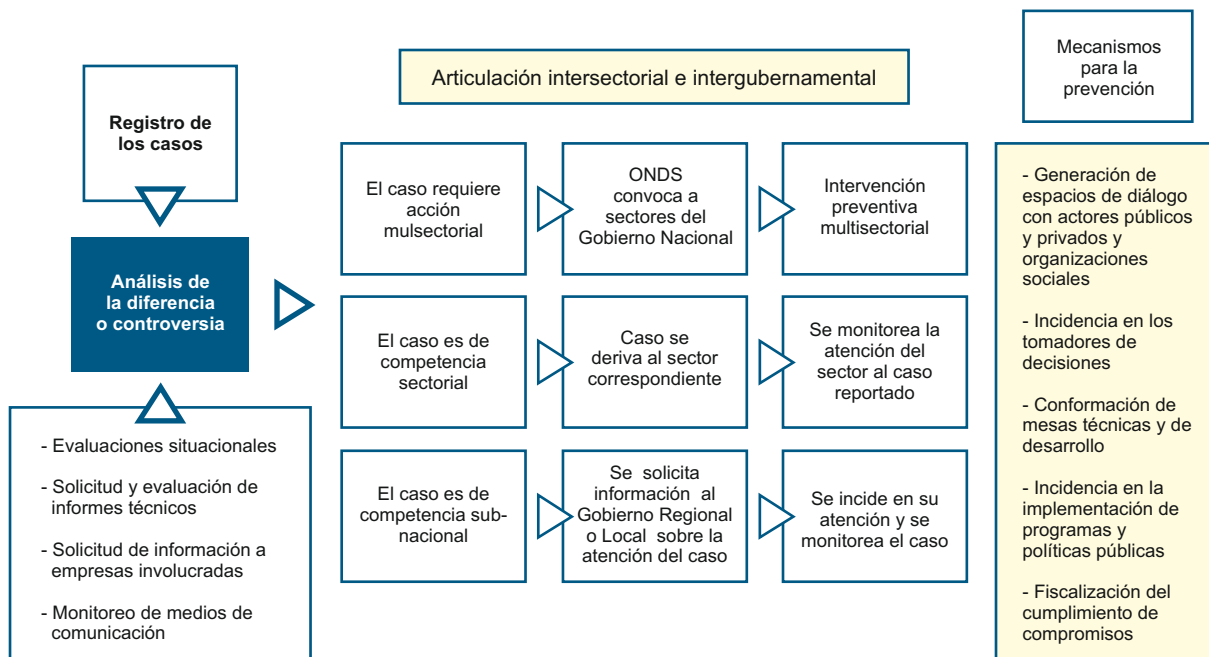 Registro de
los casos
Análisis de
la diferencia
o controversia
- Evaluaciones situacionales
- Solicitud y evaluación de
informes técnicos
- Solicitud de información a
empresas involucradas
- Monitoreo de medios de
comunicación
Articulación intersectorial e intergubernamental
El caso requiere
acción
mulsectorial
ONDS
convoca a
sectores del
Gobierno Nacional
Intervención
preventiva
multisectorial
El caso es de
competencia
sectorial
Caso se
deriva al sector
correspondiente
Se monitorea la
atención del
sector al caso
reportado
El caso es de
competencia sub-
nacional
Se solicita
información al
Gobierno Regional
o Local sobre la
atención del caso
Se incide en su
atención y se
monitorea el caso
Mecanismos
para la
prevención
- Generación de
espacios de diálogo
con actores públicos
y privados y
organizaciones
sociales
- Incidencia en los
tomadores de
decisiones
- Conformación de
mesas técnicas y de
desarrollo
- Incidencia en la
implementación de
programas y
políticas públicas
- Fiscalización del
cumplimiento de
compromisos